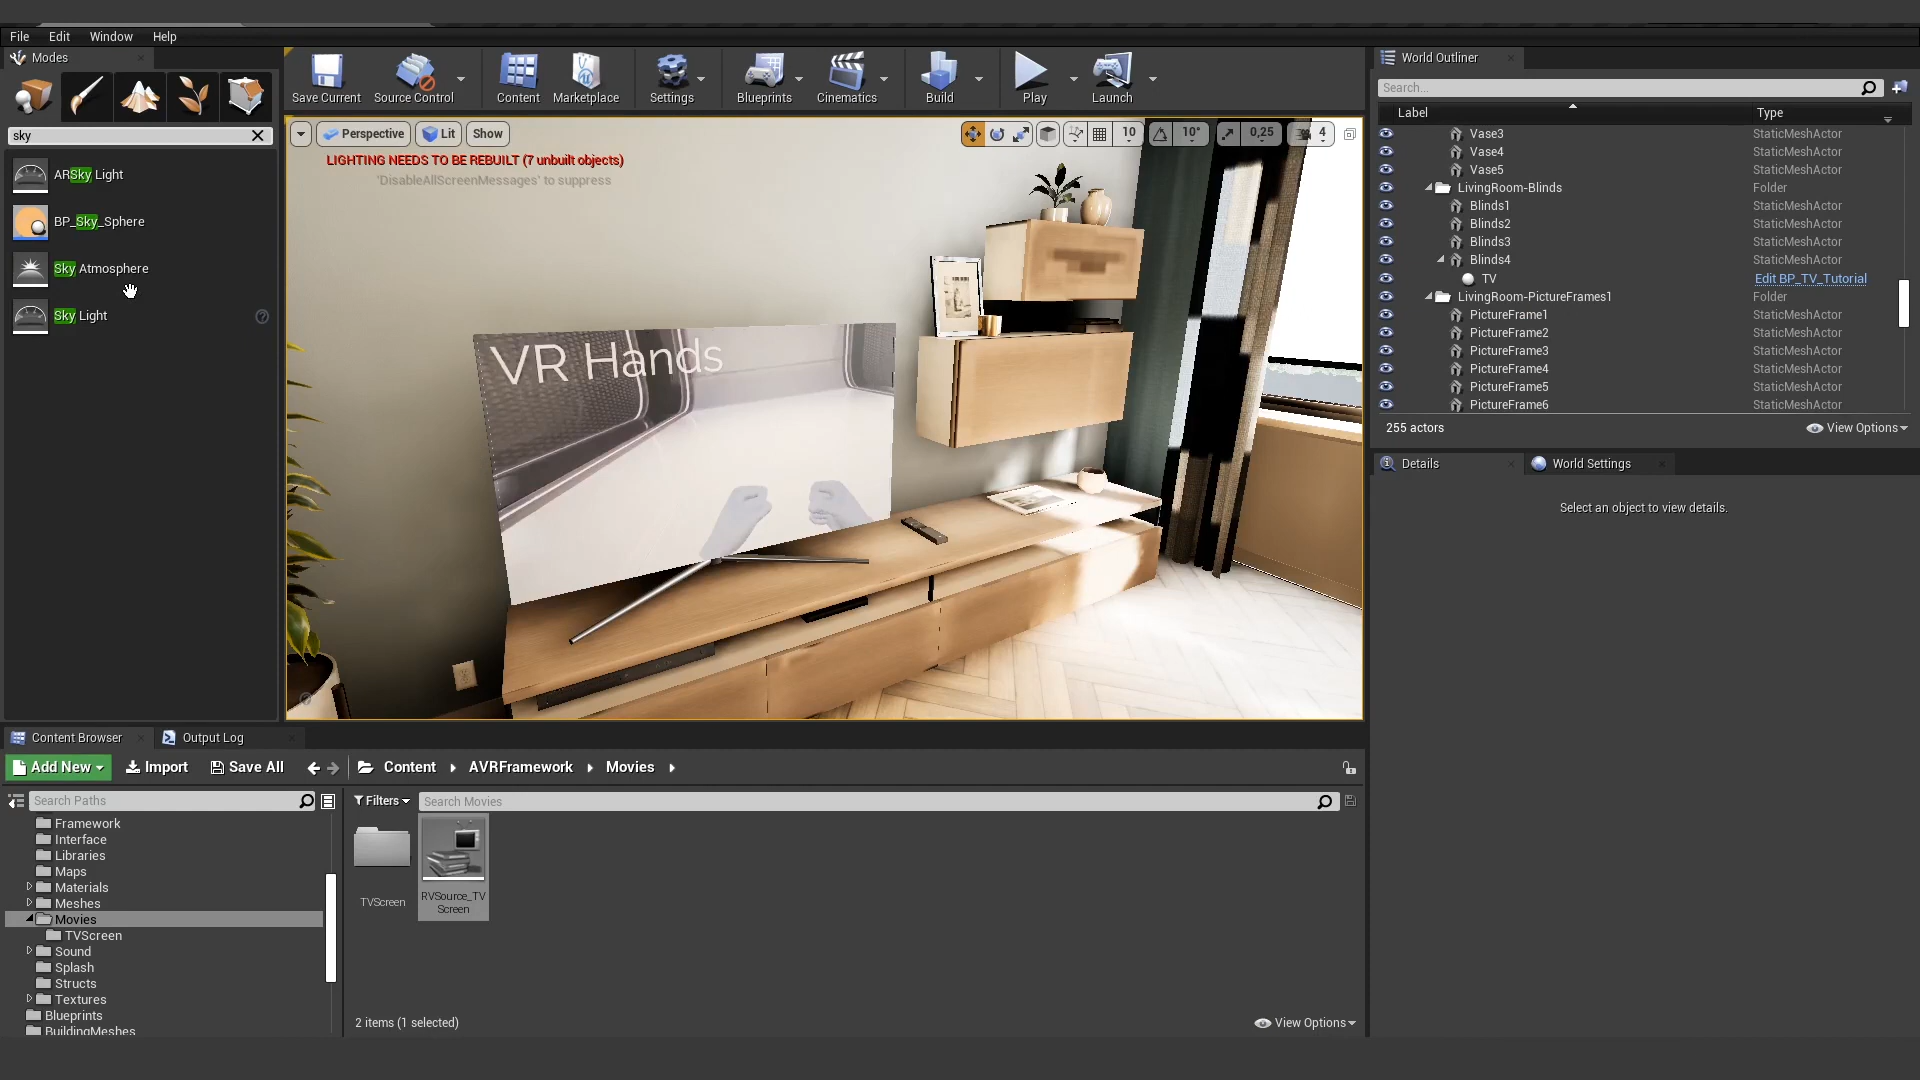 File Edit Window Help
Modes
World Outliner
Save Current
Source Control
Content
Marketplace
Settings
Blueprints
Cinematics
Build
Play
Launch
Search...
Label
Type
sky
Perspective
Lit
Show
10
10°
0,25
4
LIGHTING NEEDS TO BE REBUILT (7 unbuilt objects)
'DisableAllScreenMessages' to suppress
ARSky Light
BP_Sky_Sphere
Sky Atmosphere
Sky Light
VR Hands
Vase3 StaticMeshActor
Vase4 StaticMeshActor
Vase5 StaticMeshActor
LivingRoom-Blinds Folder
Blinds1 StaticMeshActor
Blinds2 StaticMeshActor
Blinds3 StaticMeshActor
Blinds4 StaticMeshActor
TV Edit BP_TV_Tutorial
LivingRoom-PictureFrames1 Folder
PictureFrame1 StaticMeshActor
PictureFrame2 StaticMeshActor
PictureFrame3 StaticMeshActor
PictureFrame4 StaticMeshActor
PictureFrame5 StaticMeshActor
PictureFrame6 StaticMeshActor
255 actors
View Options
Details
World Settings
Select an object to view details.
Content Browser
Output Log
Add New
Import
Save All
Content
AVRFramework
Movies
Search Paths
Filters
Search Movies
Framework
Interface
Libraries
Maps
Materials
Meshes
Movies
TVScreen
Sound
Splash
Structs
Textures
Blueprints
BuildingMeshes
TVScreen
RVSource_TV
Screen
2 items (1 selected)
View Options